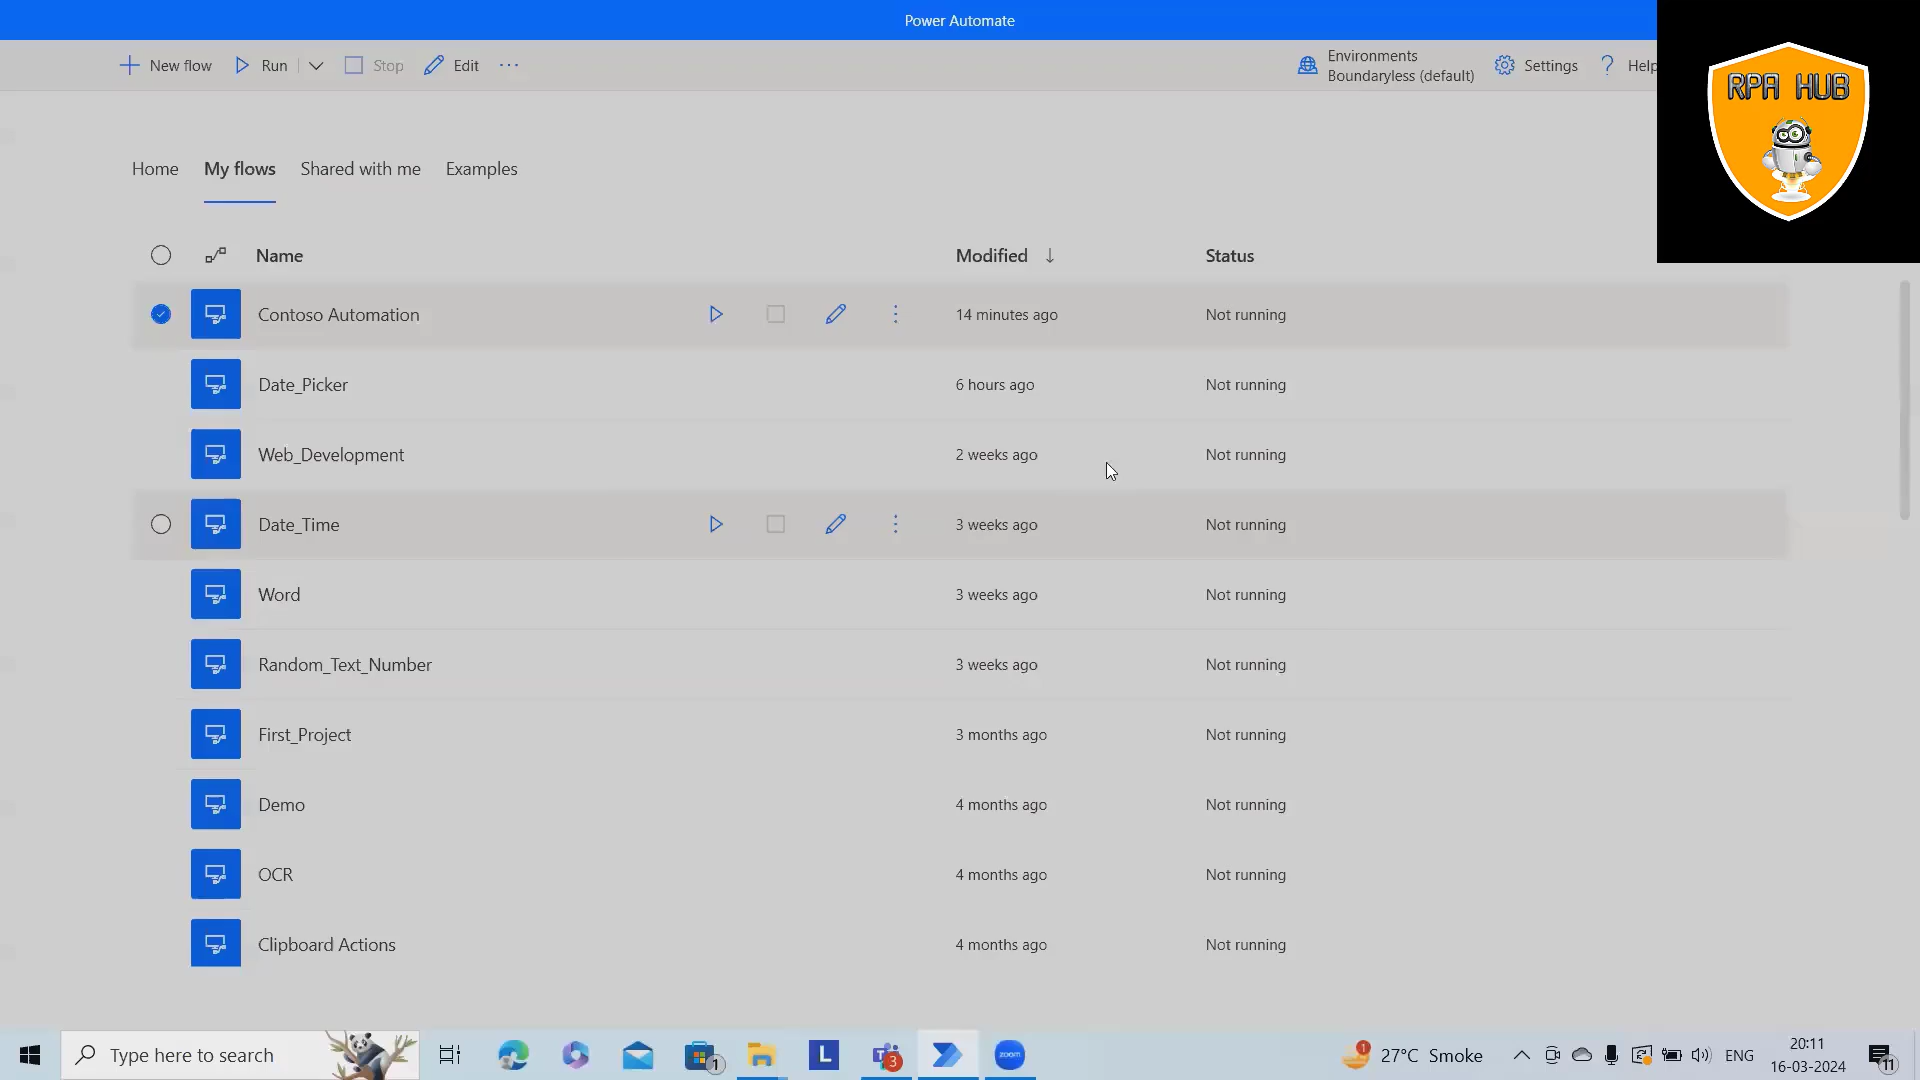 Power Automate
New flow Run Stop Edit
Environments
Boundaryless (default)
Settings
Help
RPA HUB
Home My flows Shared with me Examples
Name Modified Status
Contoso Automation 14 minutes ago Not running
Date_Picker 6 hours ago Not running
Web_Development 2 weeks ago Not running
Date_Time 3 weeks ago Not running
Word 3 weeks ago Not running
Random_Text_Number 3 weeks ago Not running
First_Project 3 months ago Not running
Demo 4 months ago Not running
OCR 4 months ago Not running
Clipboard Actions 4 months ago Not running
Type here to search
1
L
3
zoom
1
27°C Smoke
ENG
20:11
16-03-2024
11